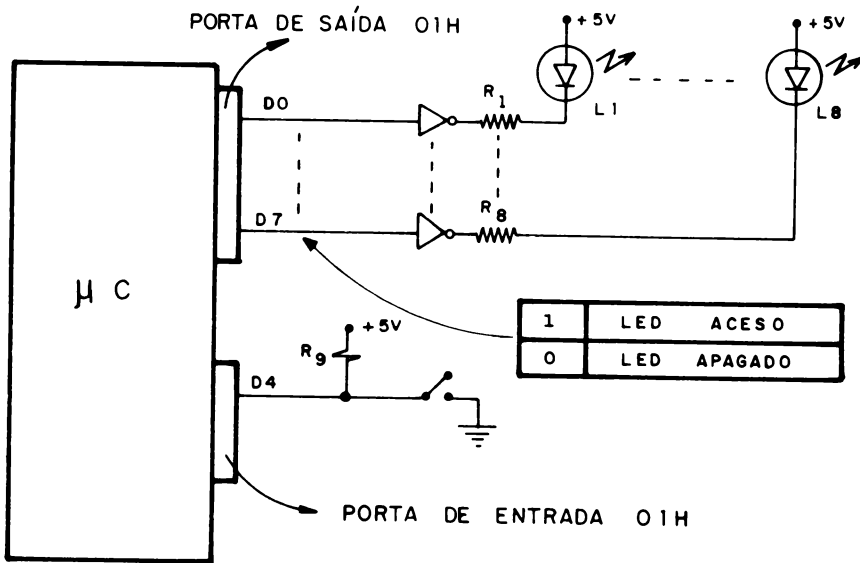 PORTA DE SAÍDA 01H
+5V
+5V
D0
R1
L1
L8
D7
R8
μC
1 LED ACESO
0 LED APAGADO
+5V
R9
D4
PORTA DE ENTRADA 01H